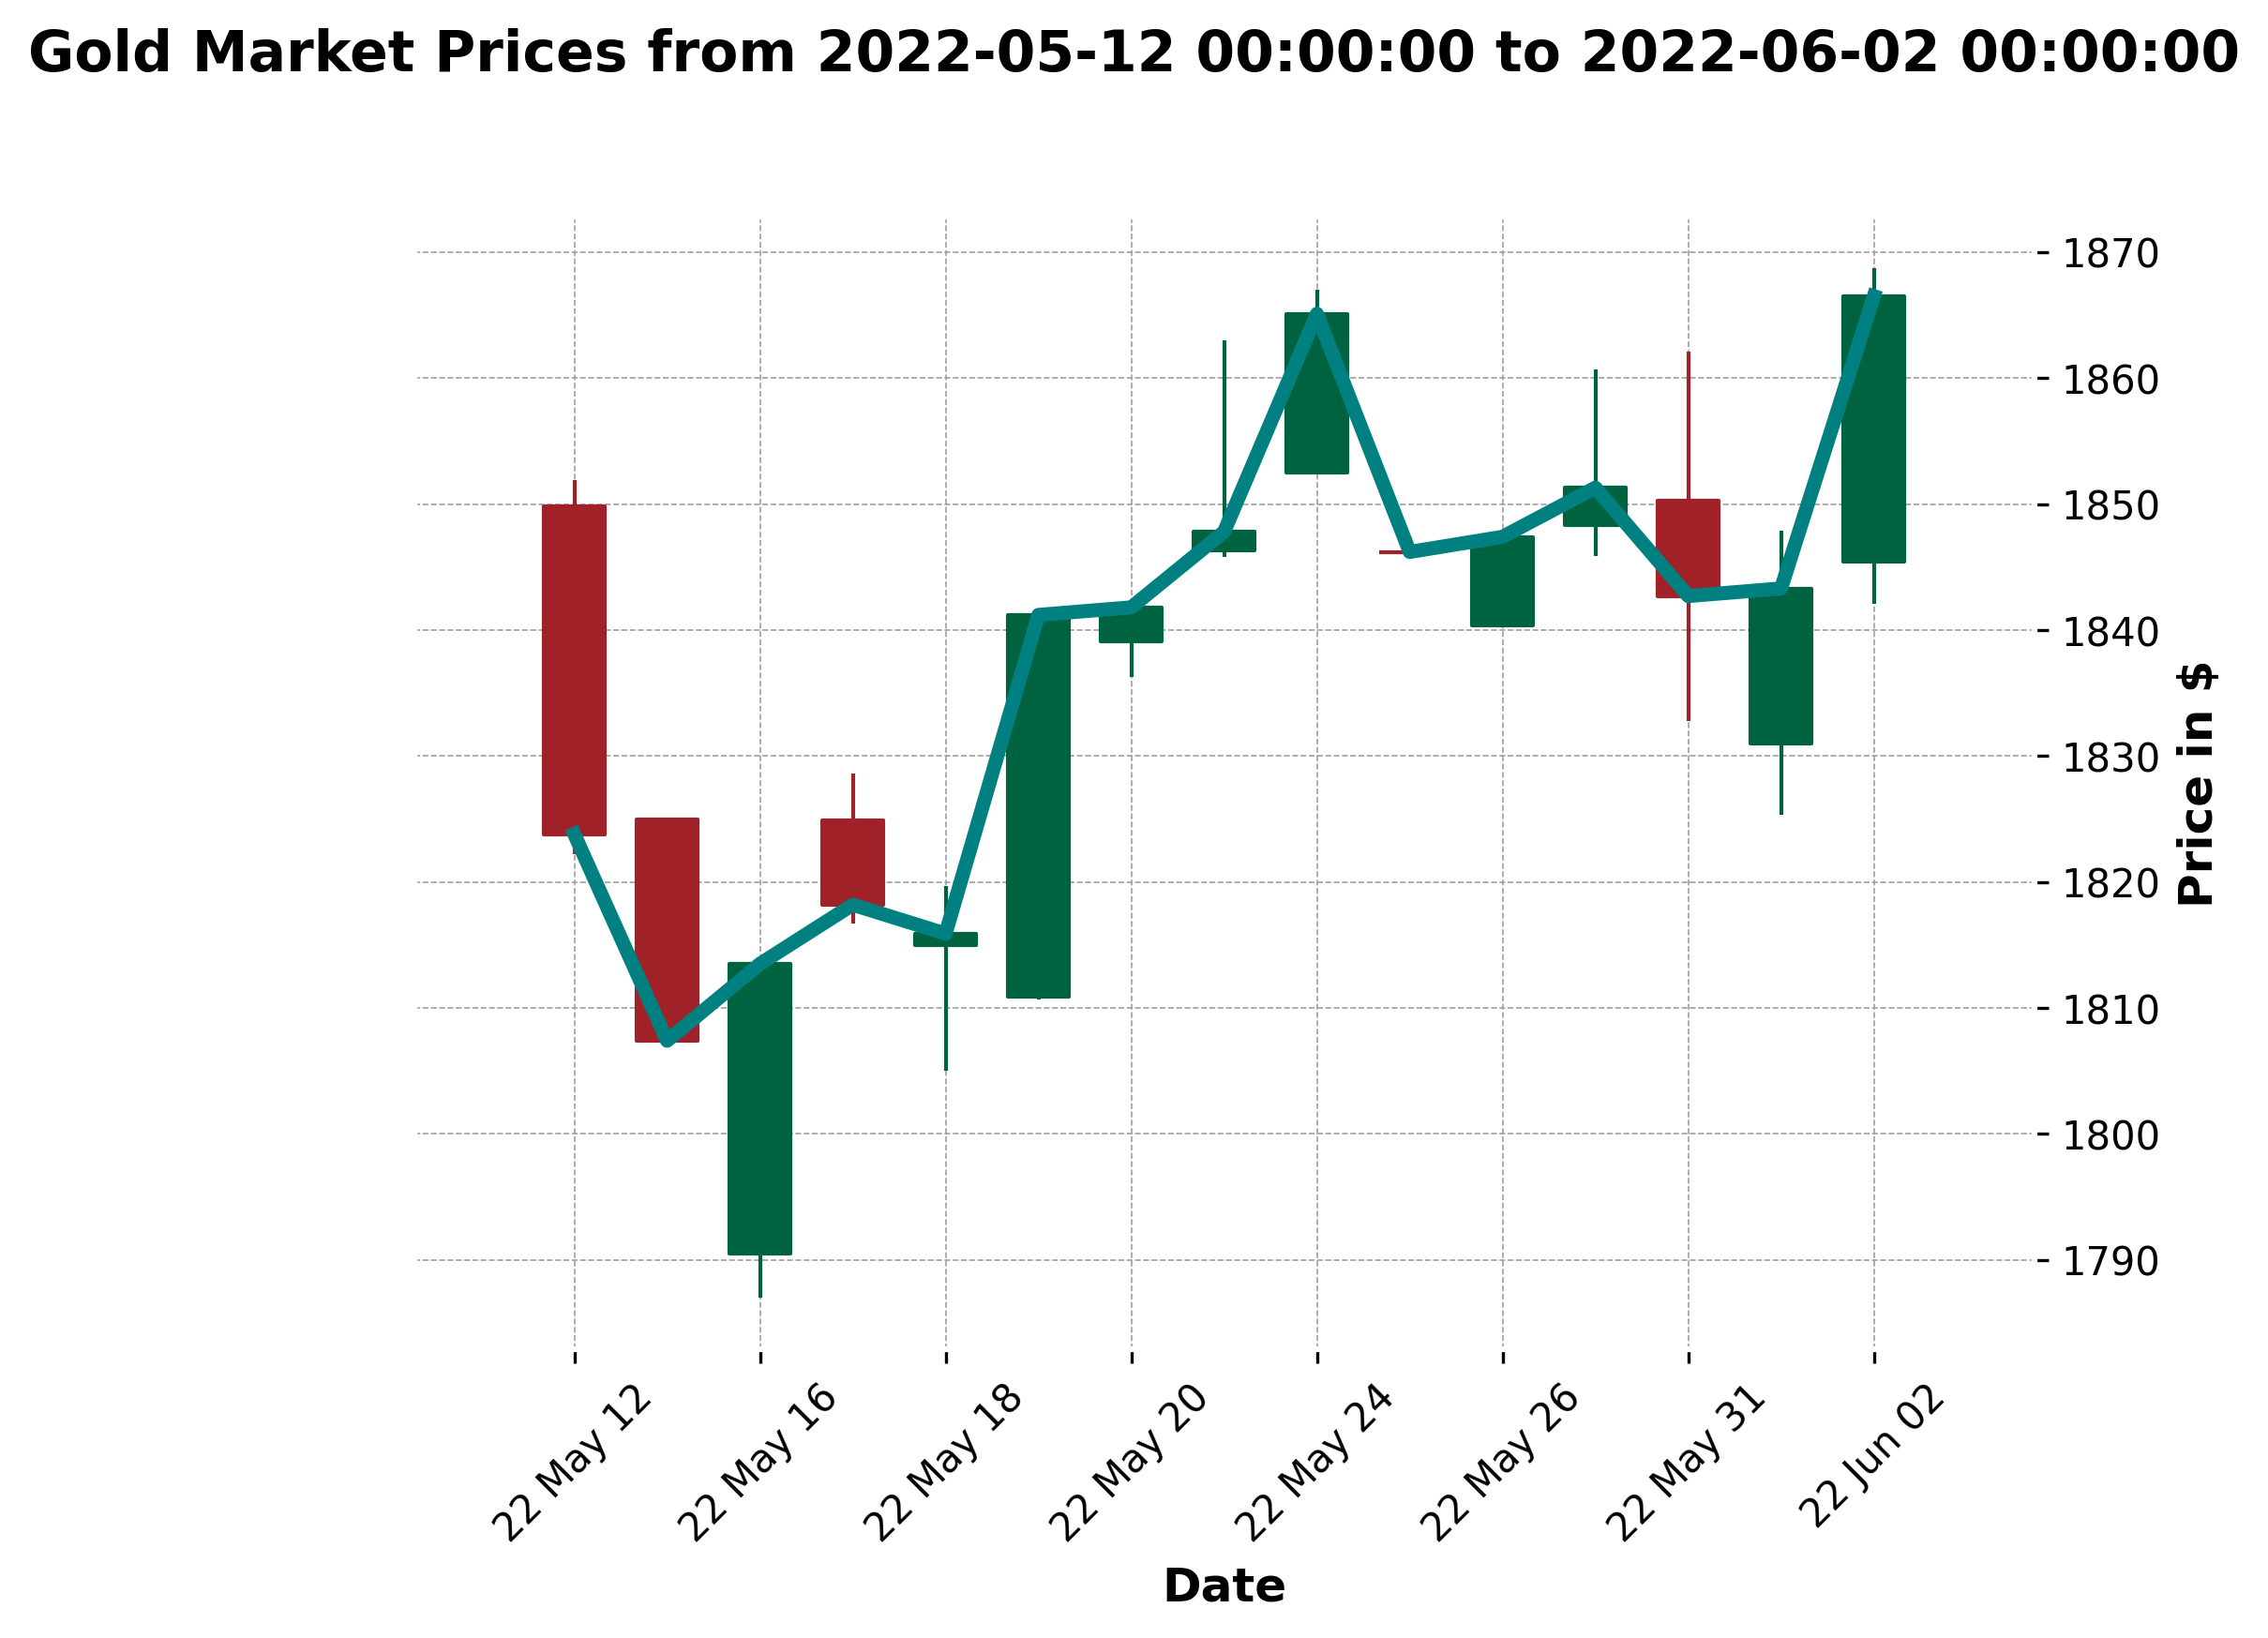 Gold Market Prices from 2022-05-12 00:00:00 to 2022-06-02 00:00:00
1870
1860
1850
1840
1830
1820
1810
1800
1790
Price in $
22 May 12
22 May 16
22 May 18
22 May 20
22 May 24
22 May 26
22 May 31
22 Jun 02
Date